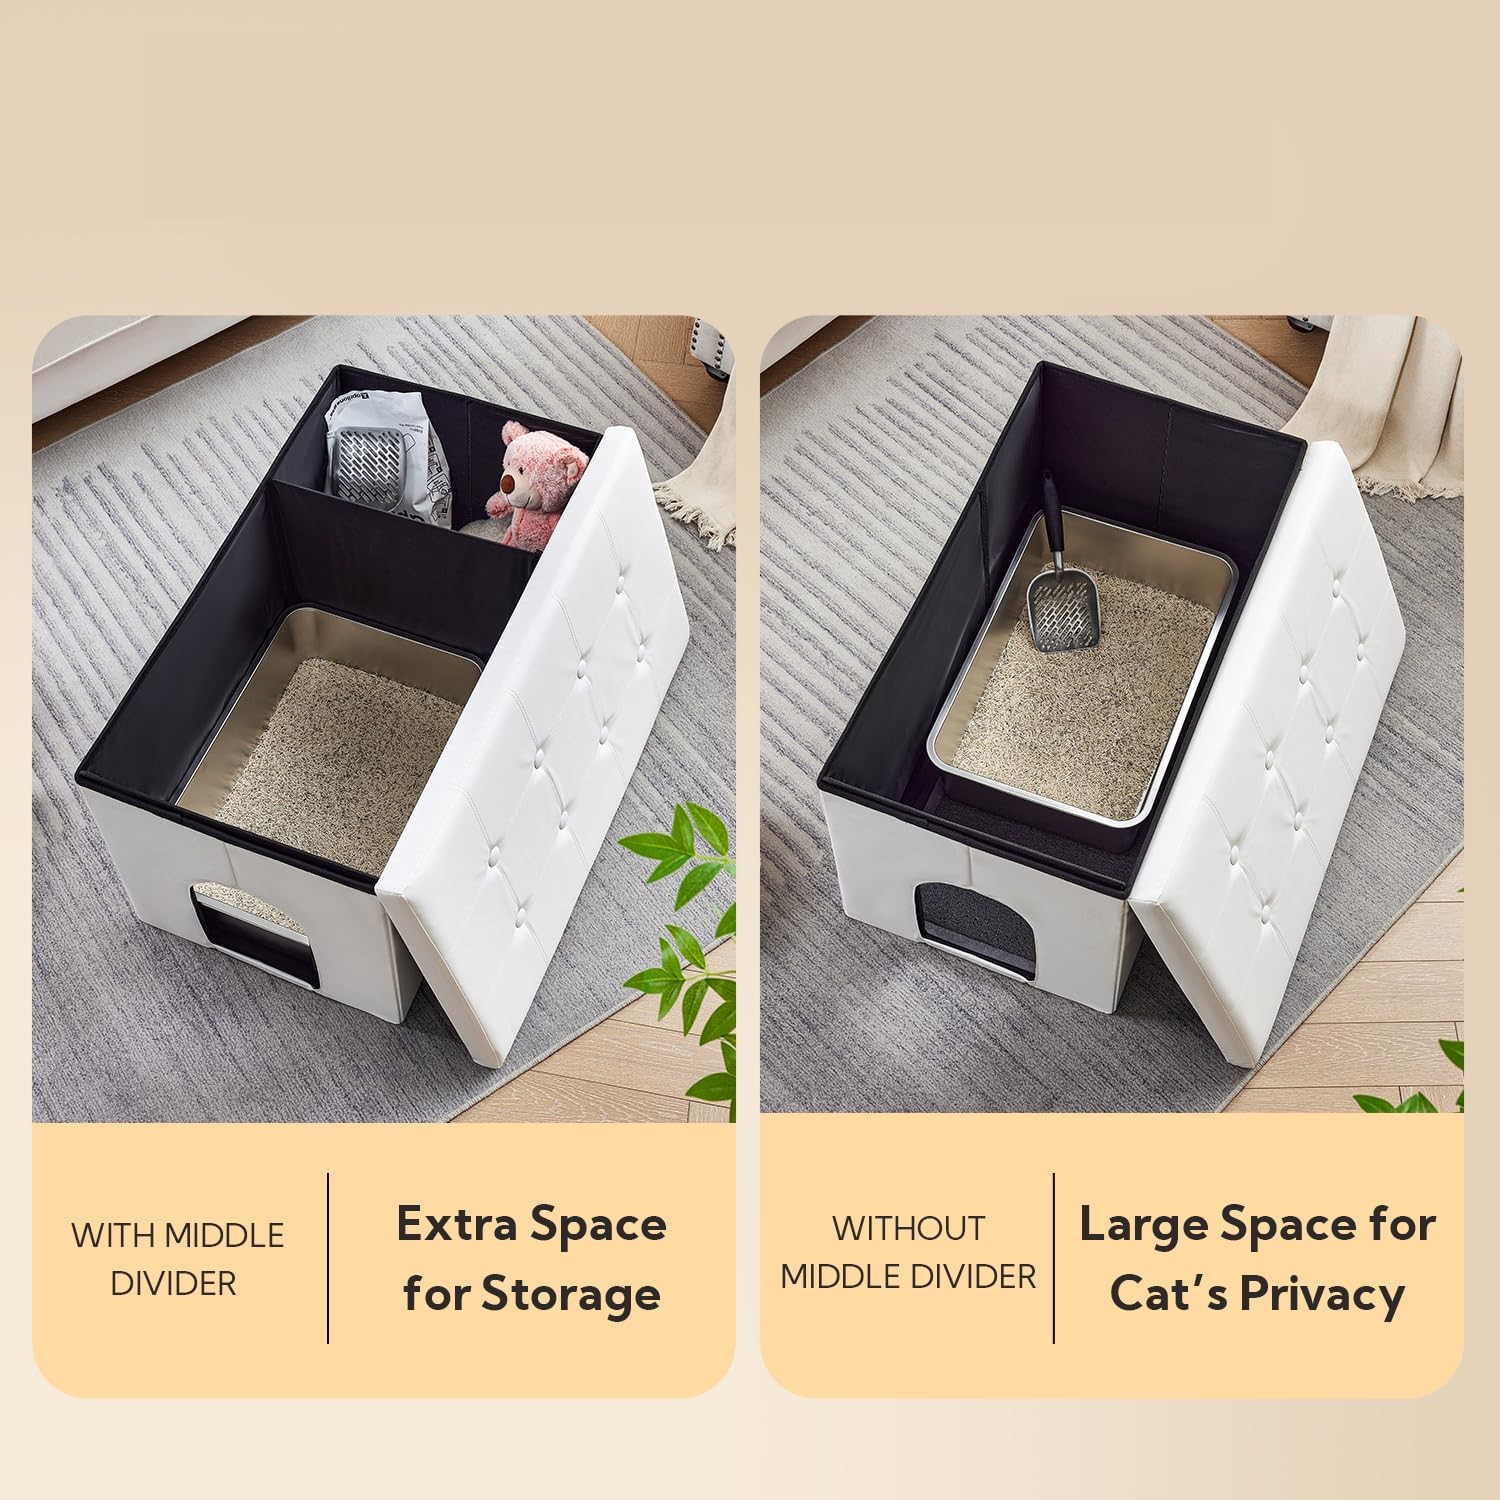 WITH MIDDLE
DIVIDER
Extra Space
for Storage
WITHOUT
MIDDLE DIVIDER
Large Space for
Cat's Privacy